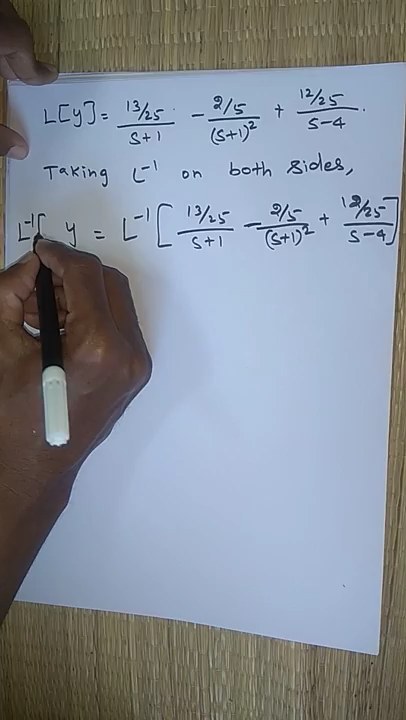 L[y] = 13/25 / s+1 - 2/5 / (s+1)² + 12/25 / s-4 .
Taking L⁻¹ on both sides,
L⁻¹[ y = L⁻¹ [ 13/25 / s+1 - 2/5 / (s+1)² + 12/25 / s-4 ]